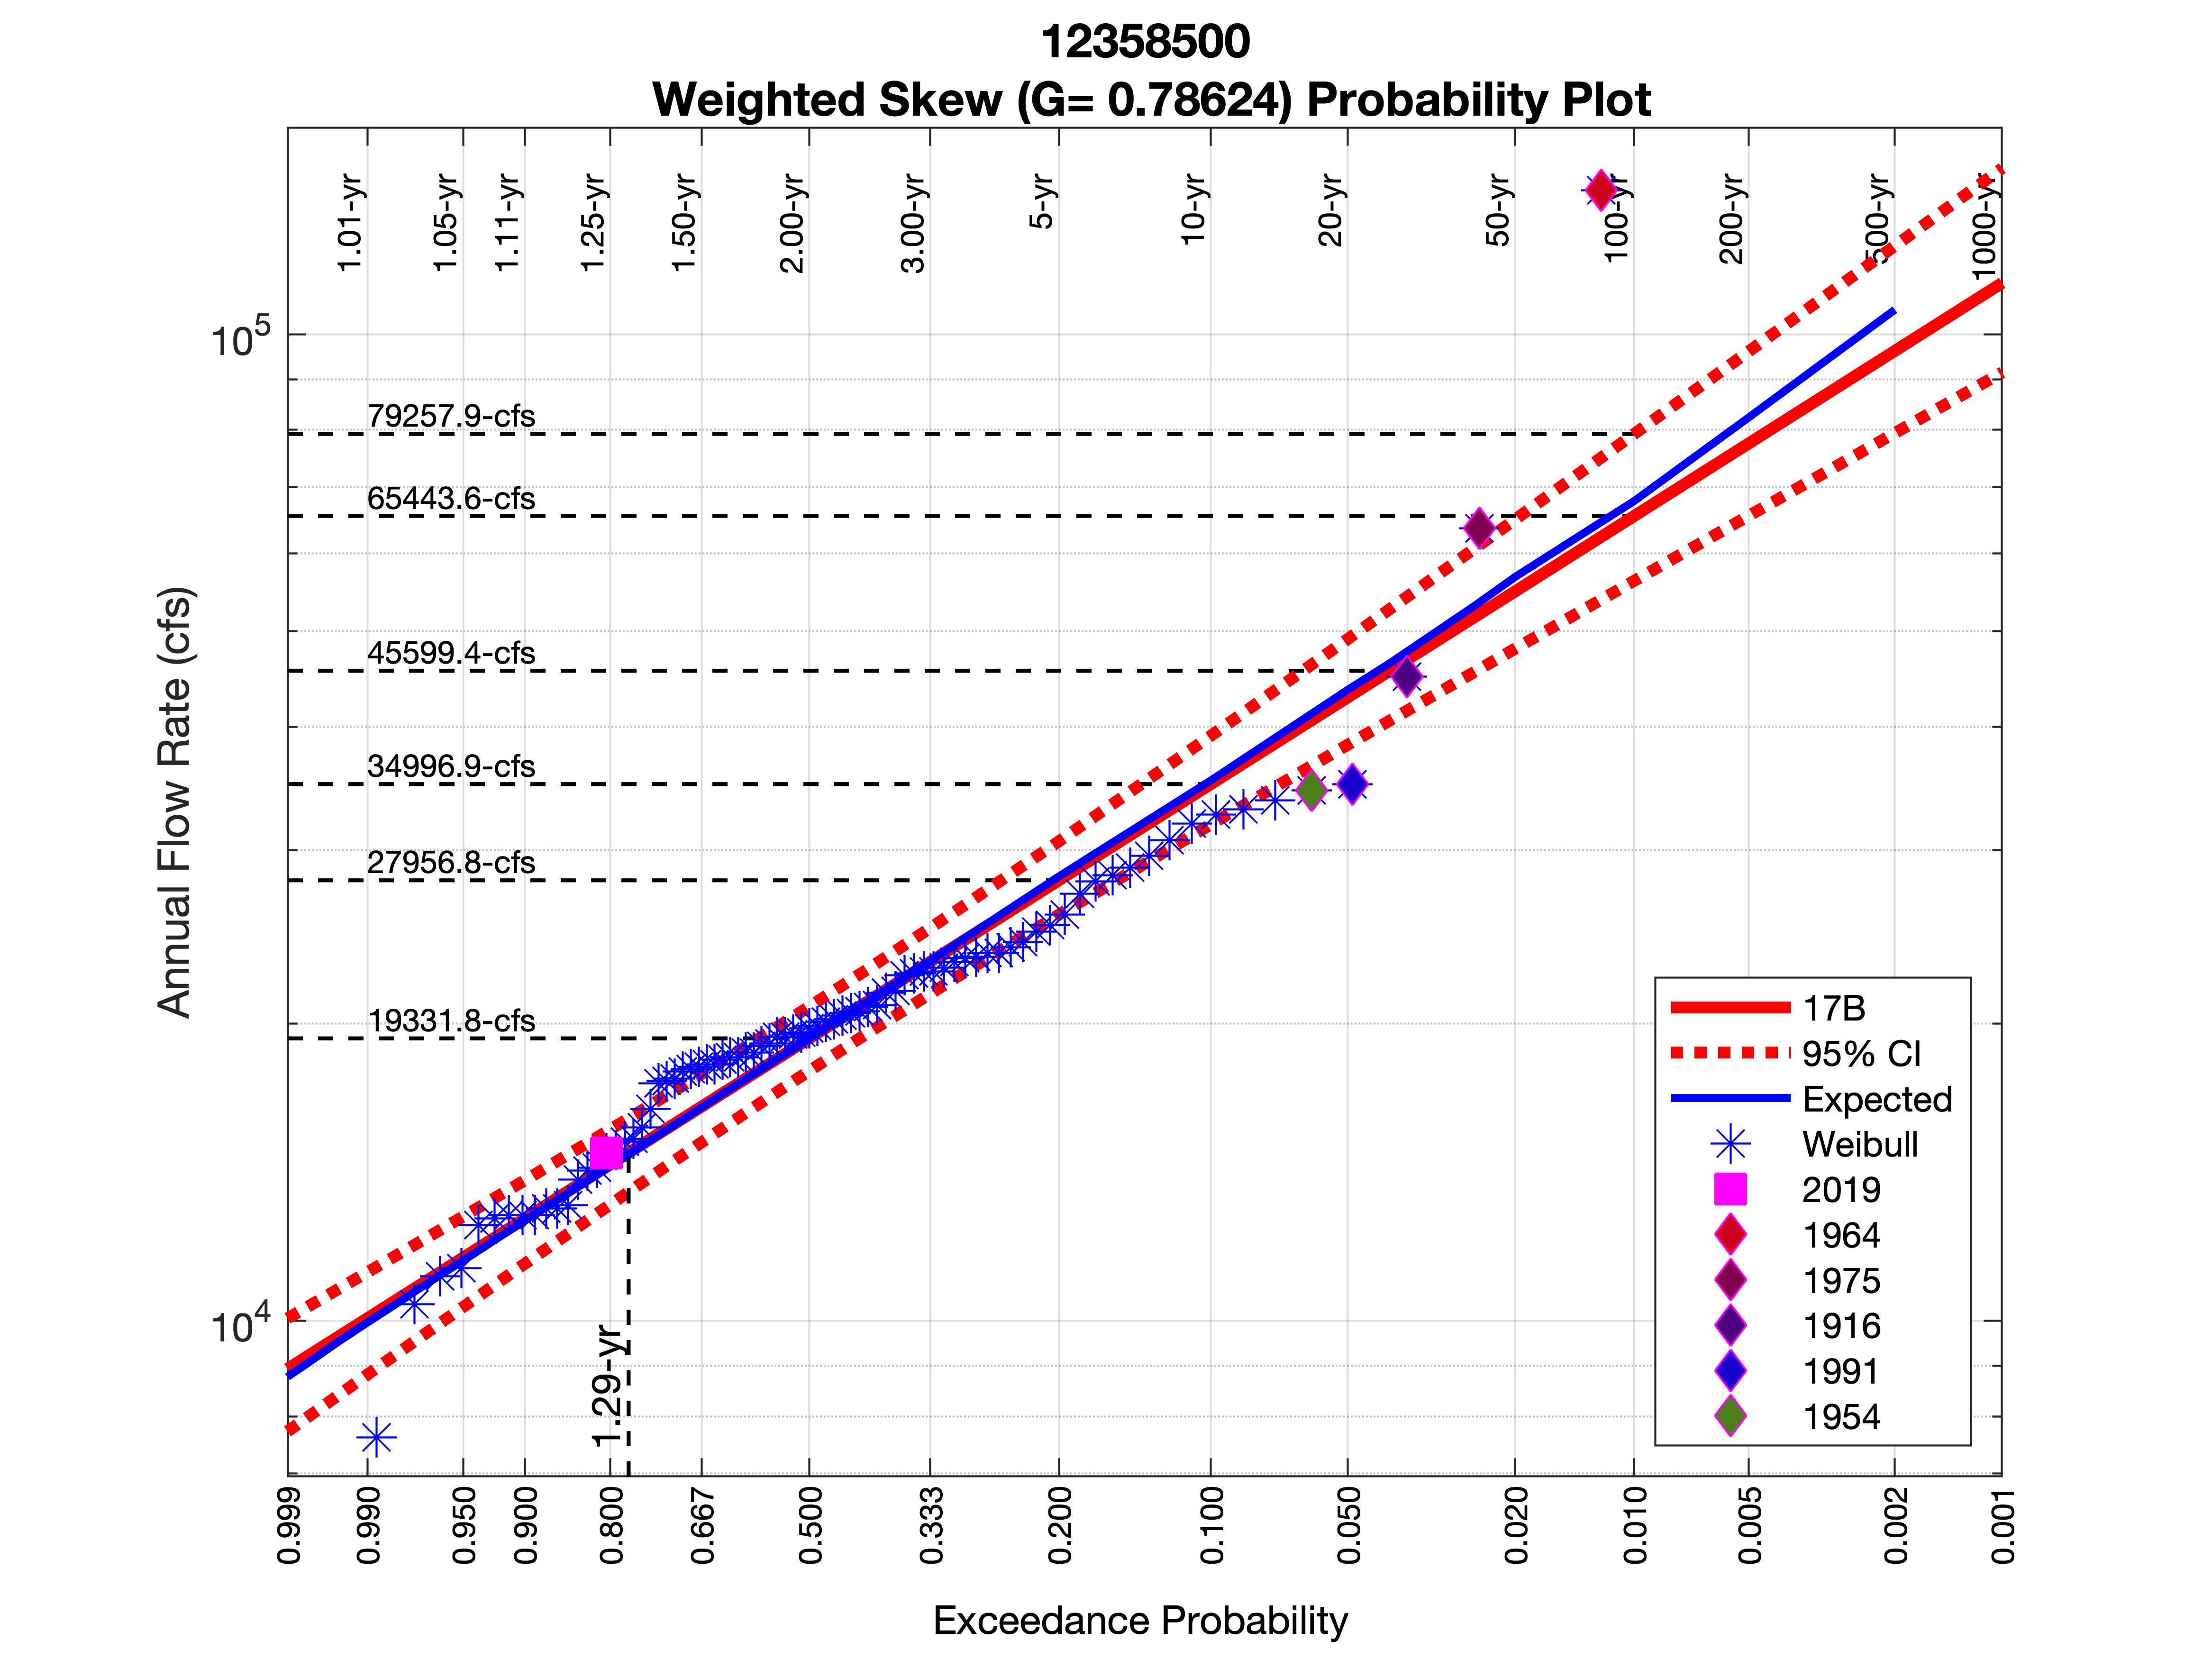 12358500
Weighted Skew (G= 0.78624) Probability Plot
1.01-yr
1.05-yr
1.11-yr
1.25-yr
1.50-yr
2.00-yr
3.00-yr
5-yr
10-yr
20-yr
50-yr
100-yr
200-yr
500-yr
1000-yr
10^5
79257.9-cfs
65443.6-cfs
45599.4-cfs
34996.9-cfs
27956.8-cfs
19331.8-cfs
10^4
Annual Flow Rate (cfs)
1.29-yr
17B
95% CI
Expected
Weibull
2019
1964
1975
1916
1991
1954
0.999
0.990
0.950
0.900
0.800
0.667
0.500
0.333
0.200
0.100
0.050
0.020
0.010
0.005
0.002
0.001
Exceedance Probability